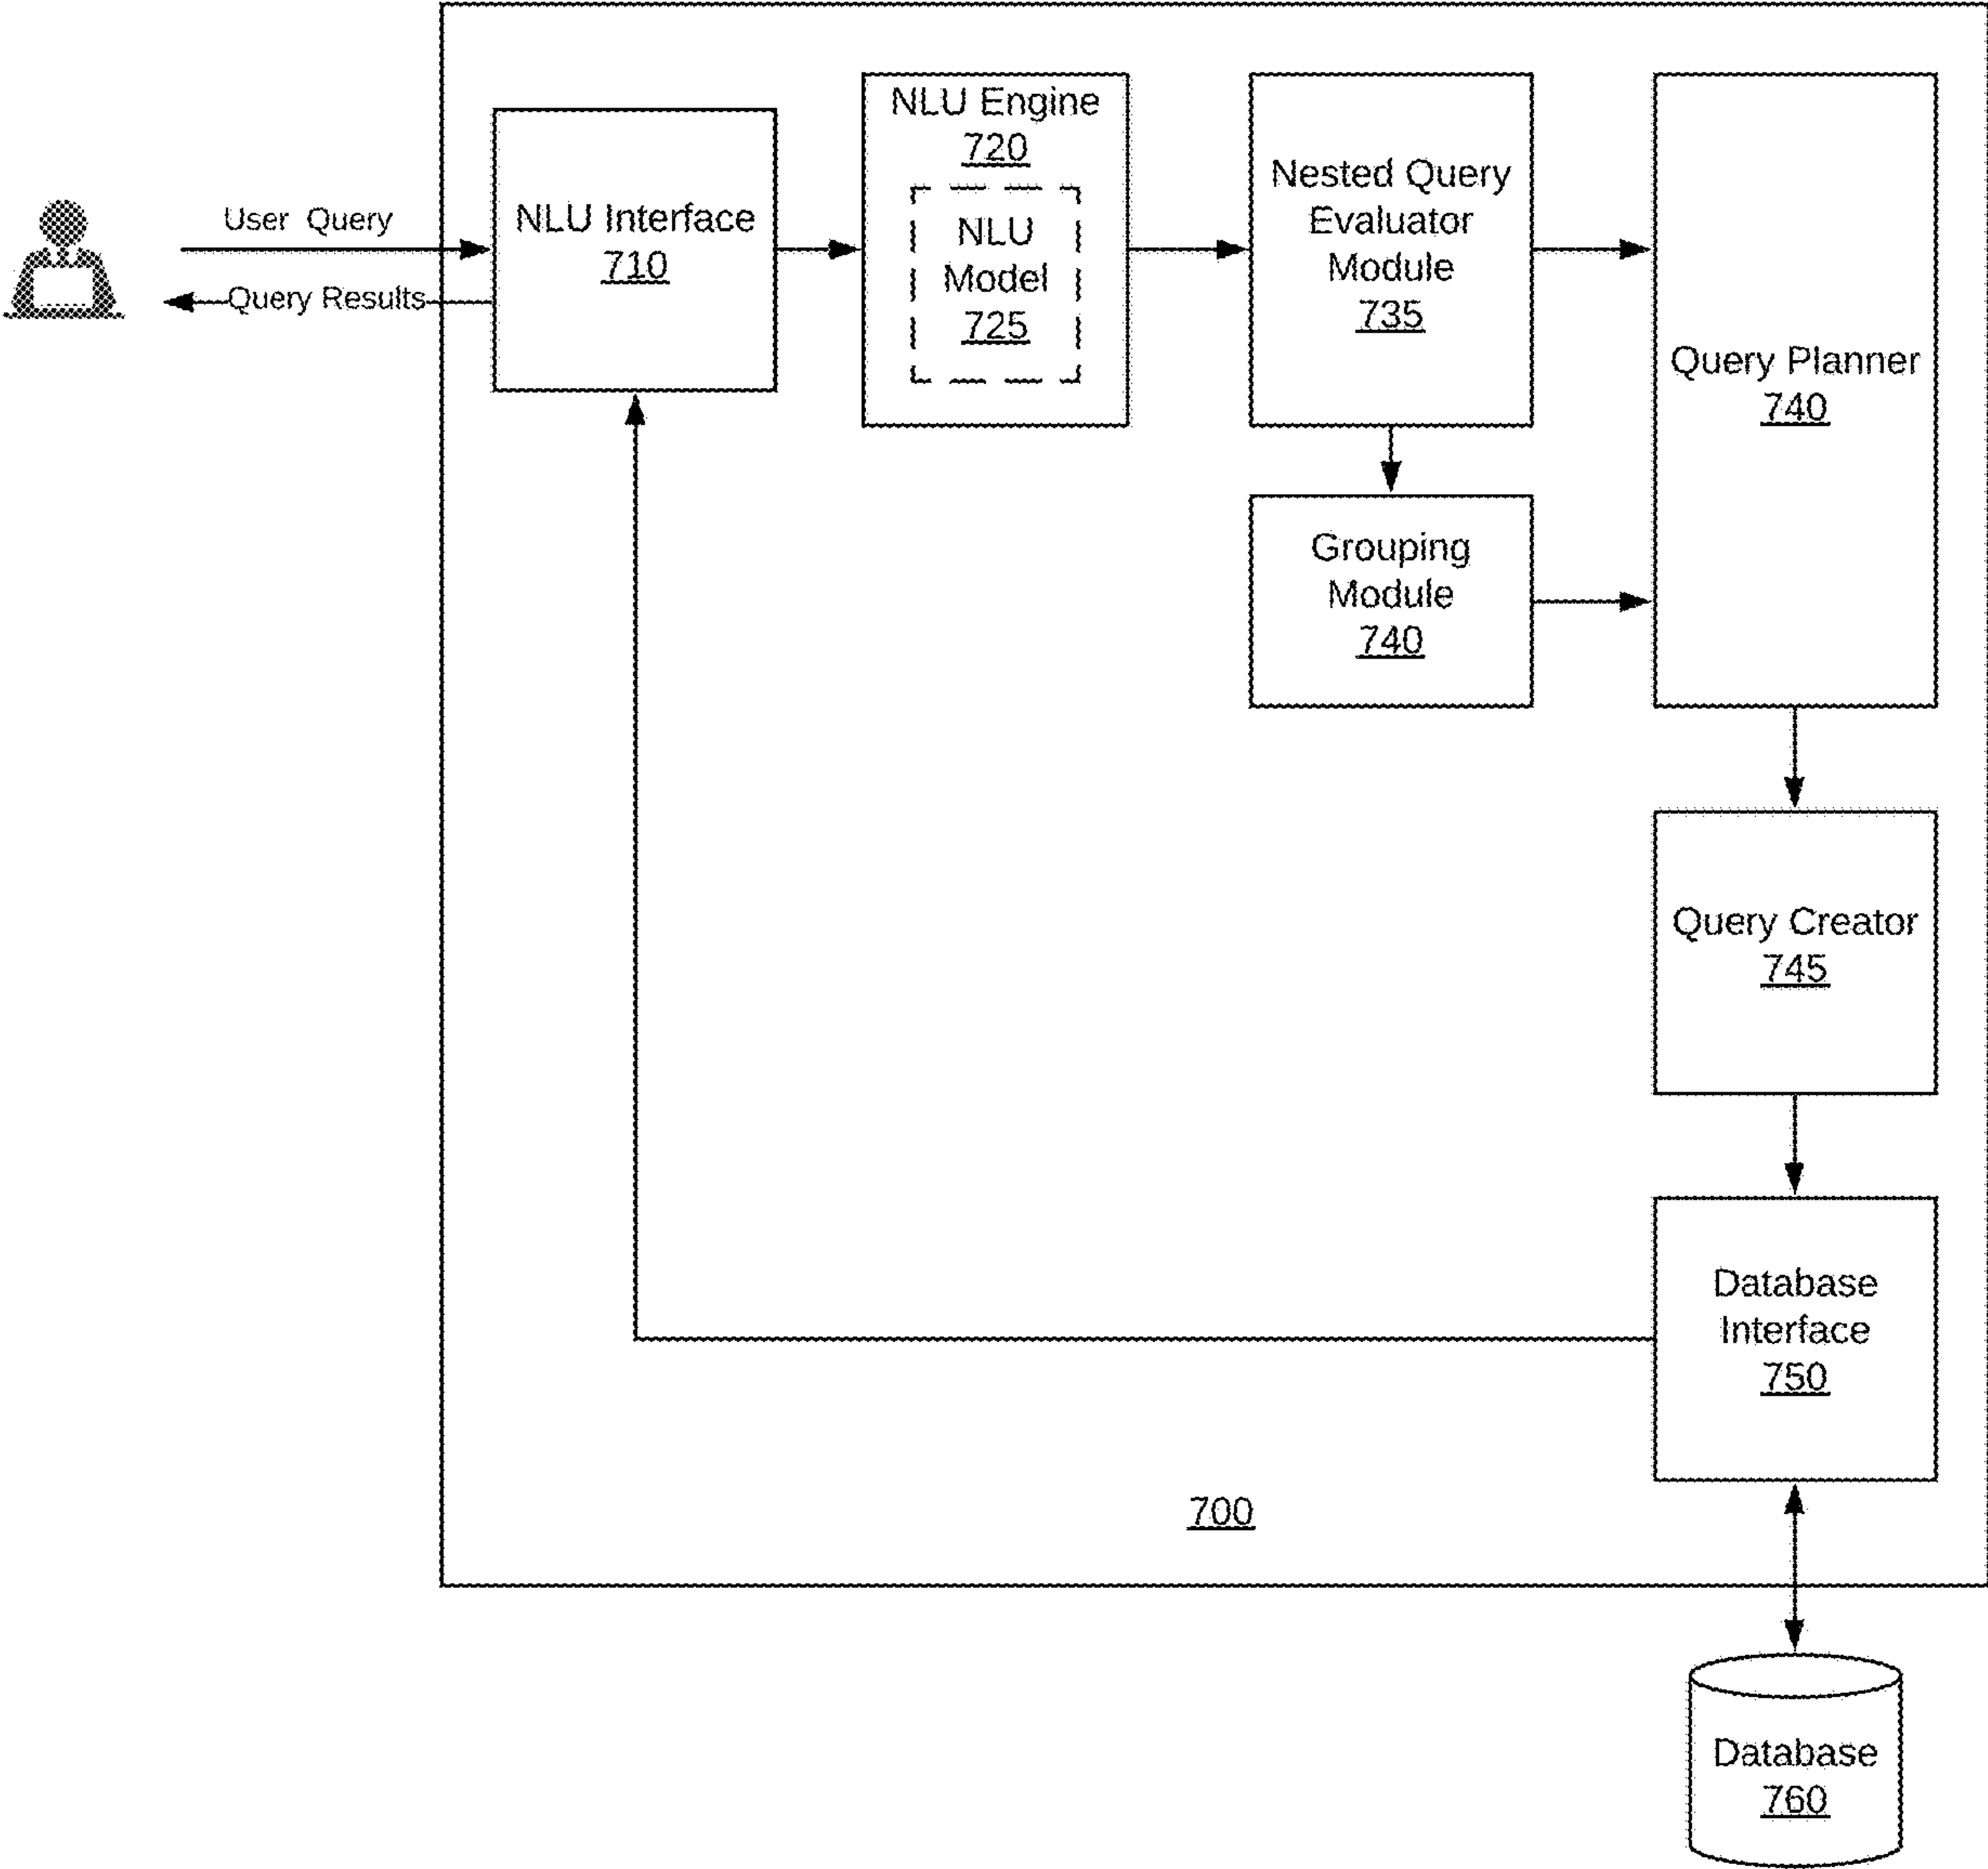 User Query
Query Results
NLU Interface
710
NLU Engine
720
NLU
Model
725
Nested Query
Evaluator
Module
735
Query Planner
740
Grouping
Module
740
Query Creator
745
Database
Interface
750
700
Database
760